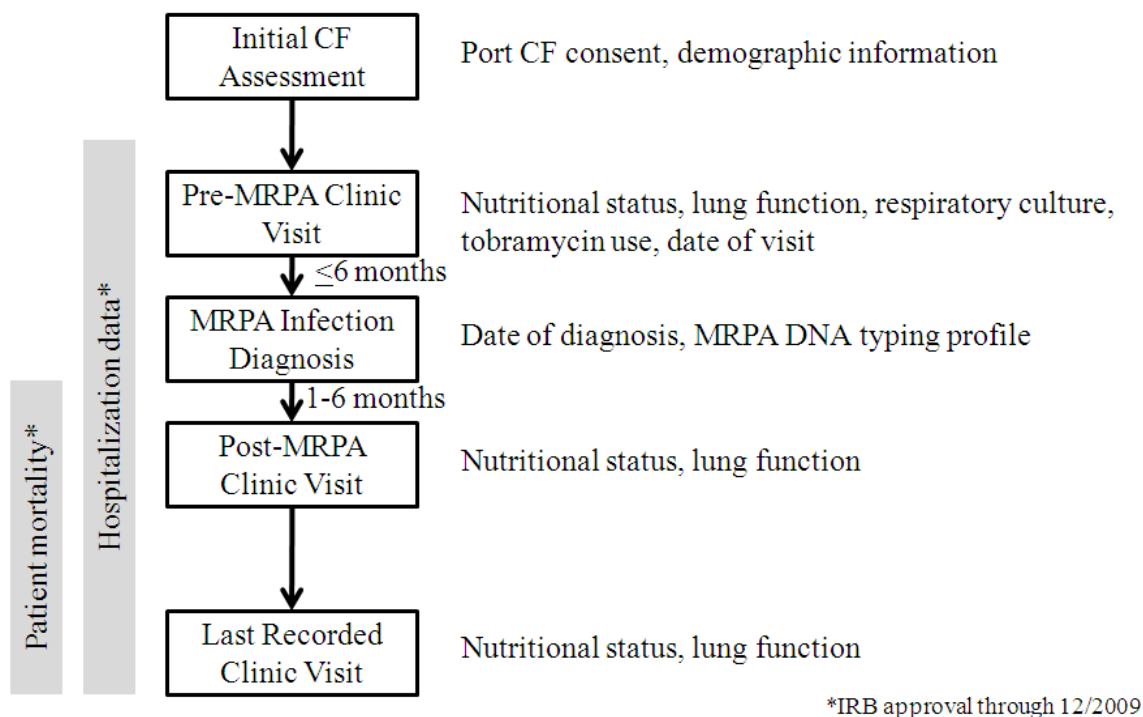 Initial CF
Assessment
Port CF consent, demographic information
Pre-MRPA Clinic
Visit
Nutritional status, lung function, respiratory culture,
tobramycin use, date of visit
≤6 months
MRPA Infection
Diagnosis
Date of diagnosis, MRPA DNA typing profile
1-6 months
Post-MRPA
Clinic Visit
Nutritional status, lung function
Last Recorded
Clinic Visit
Nutritional status, lung function
Patient mortality*
Hospitalization data*
*IRB approval through 12/2009